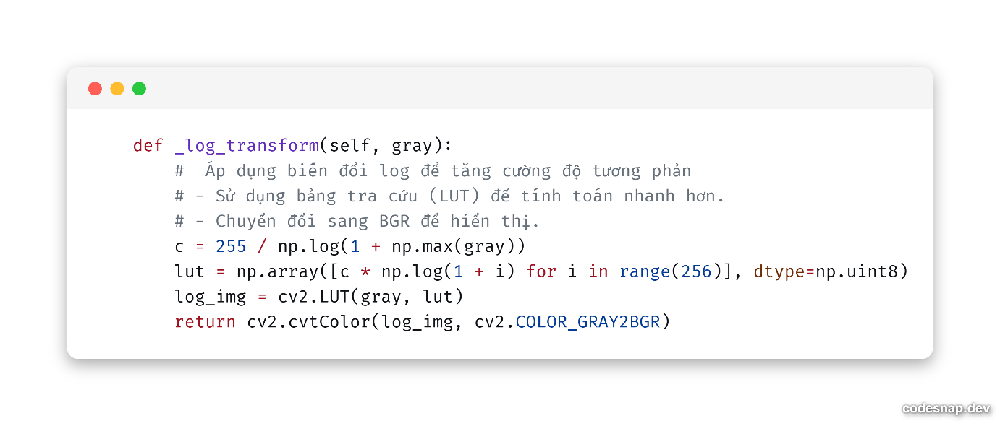 def _log_transform(self, gray):
    #  Áp dụng biến đổi log để tăng cường độ tương phản
    # - Sử dụng bảng tra cứu (LUT) để tính toán nhanh hơn.
    # - Chuyển đổi sang BGR để hiển thị.
    c = 255 / np.log(1 + np.max(gray))
    lut = np.array([c * np.log(1 + i) for i in range(256)], dtype=np.uint8)
    log_img = cv2.LUT(gray, lut)
    return cv2.cvtColor(log_img, cv2.COLOR_GRAY2BGR)
codesnap.dev